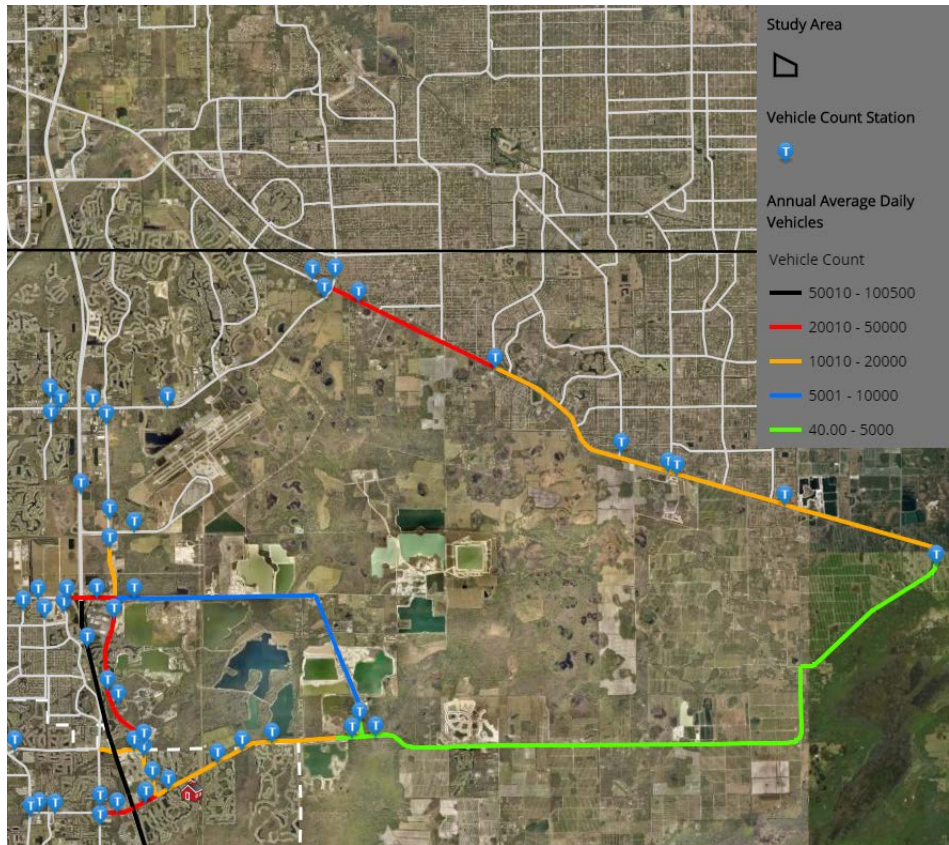 Study Area
Vehicle Count Station
Annual Average Daily
Vehicles
Vehicle Count
50010 - 100500
20010 - 50000
10010 - 20000
5001 - 10000
40.00 - 5000